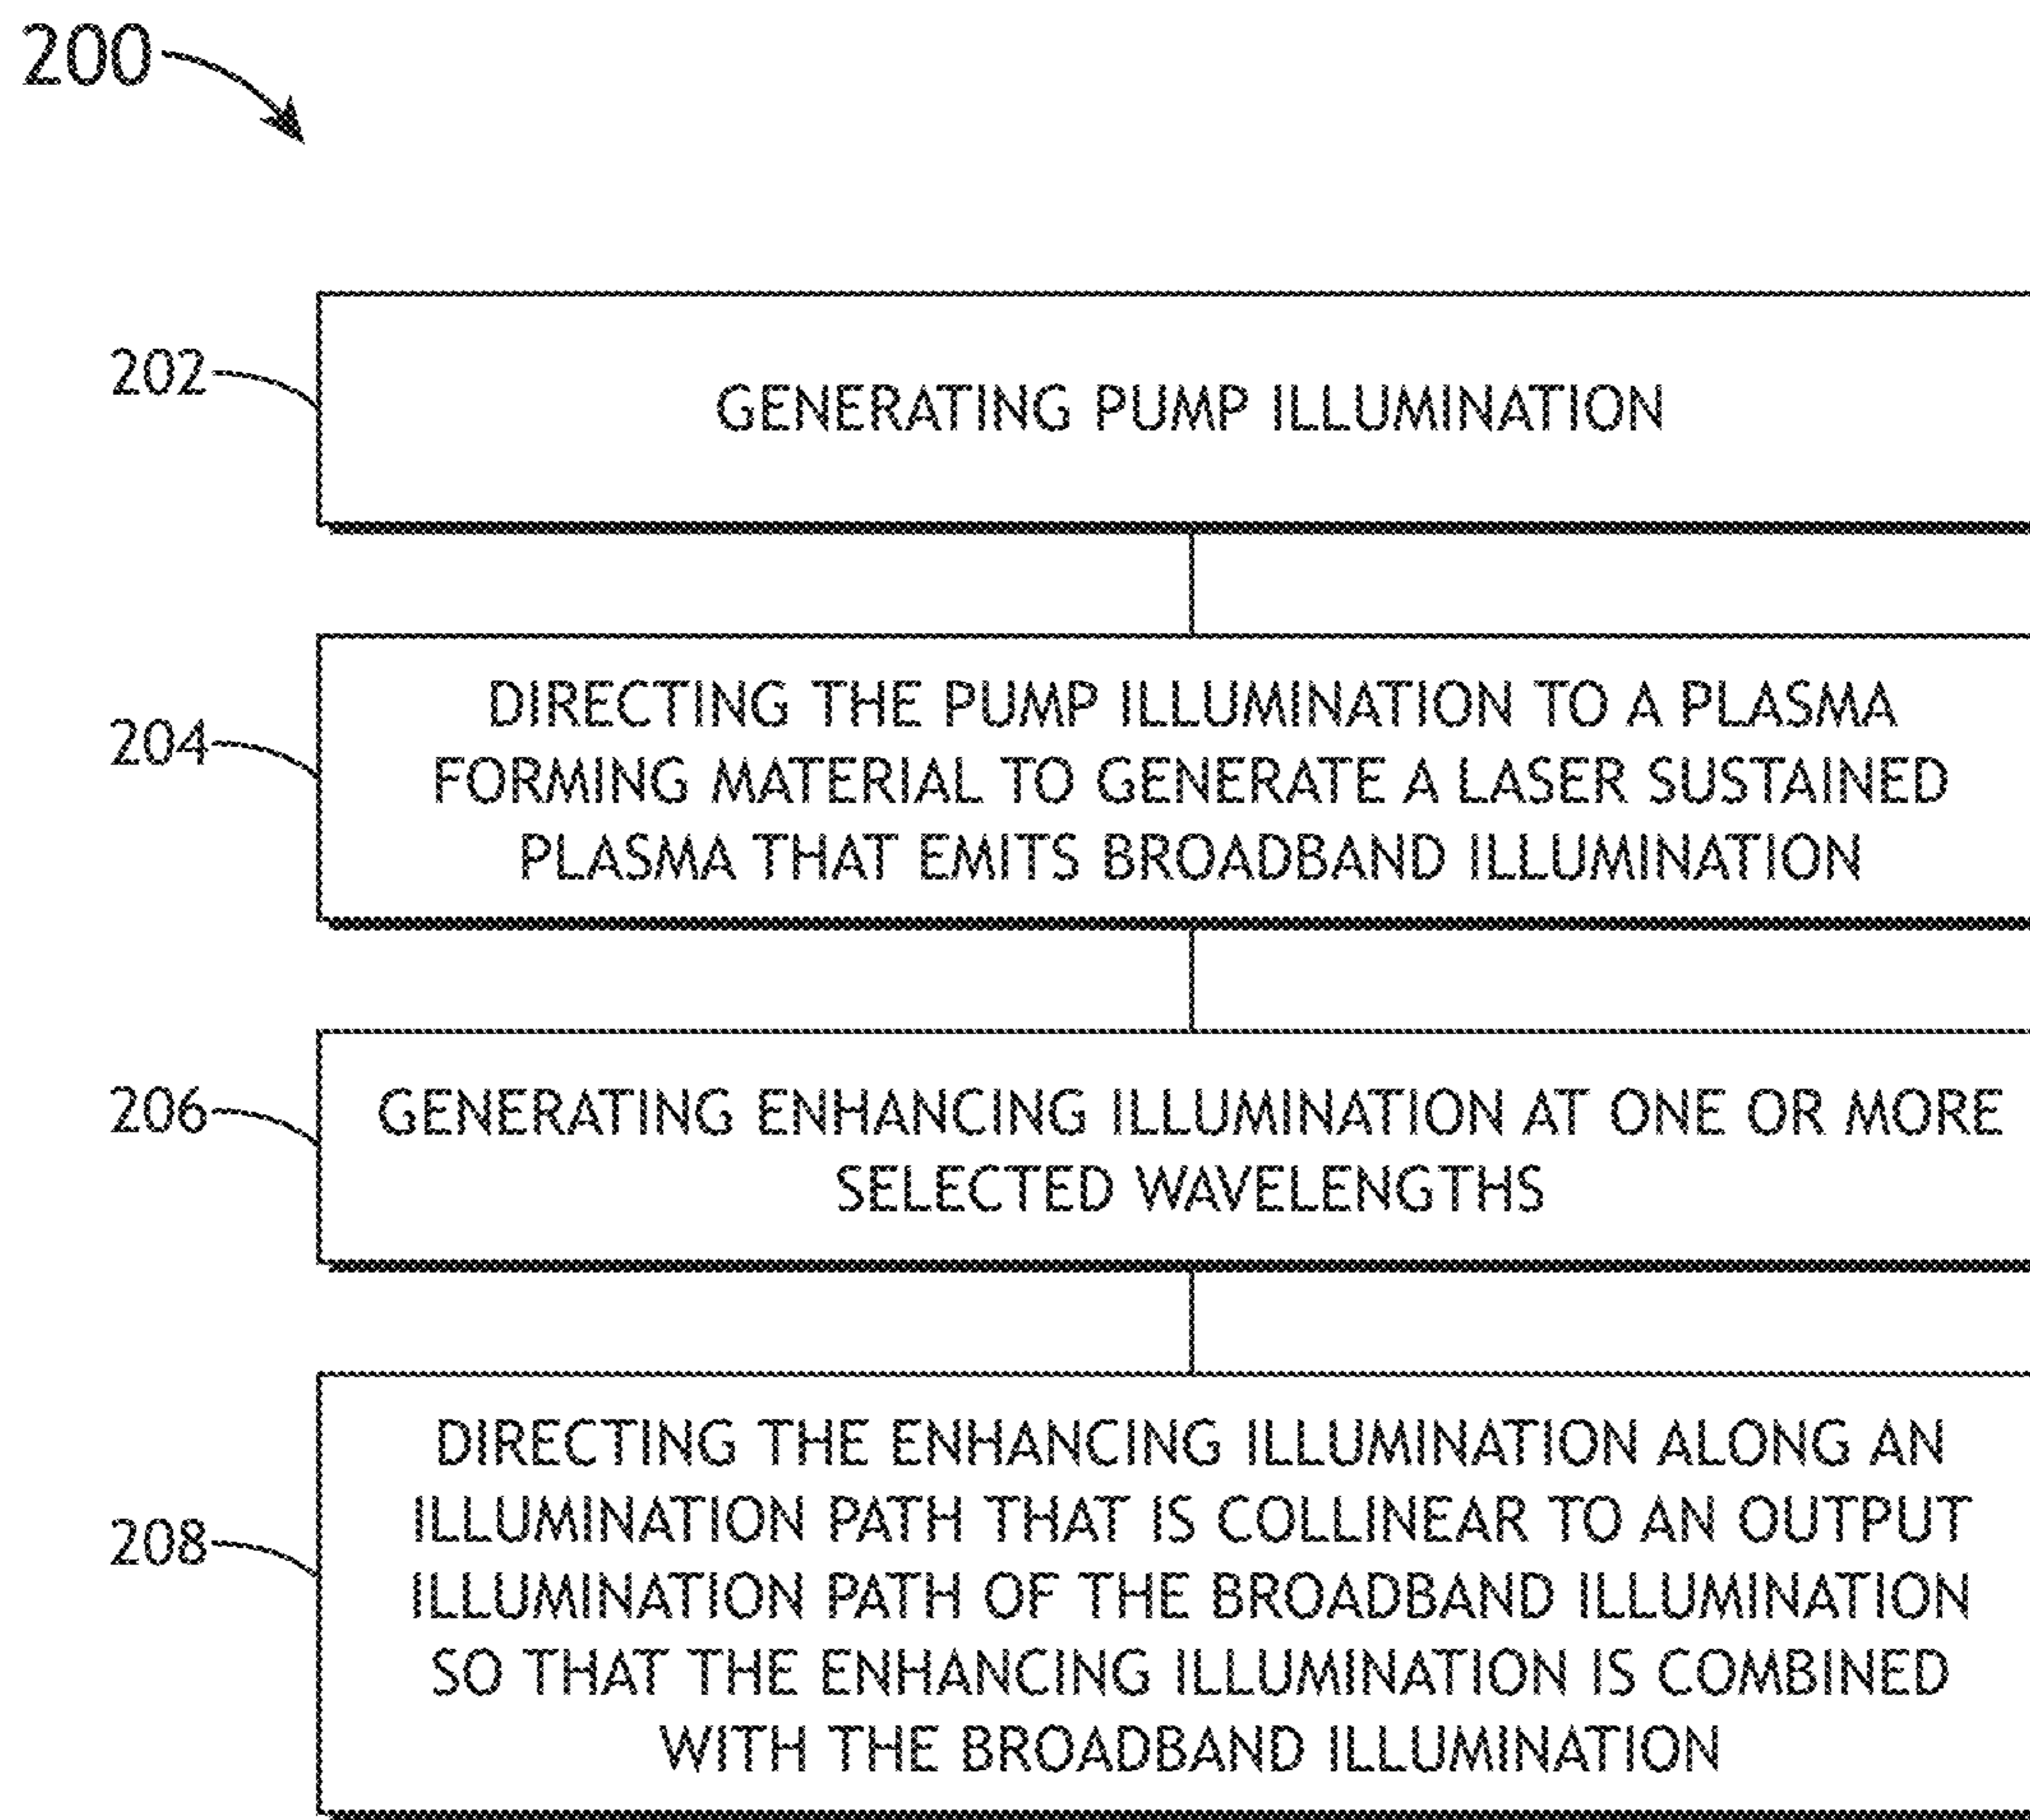 200
202
GENERATING PUMP ILLUMINATION
204
DIRECTING THE PUMP ILLUMINATION TO A PLASMA
FORMING MATERIAL TO GENERATE A LASER SUSTAINED
PLASMA THAT EMITS BROADBAND ILLUMINATION
206
GENERATING ENHANCING ILLUMINATION AT ONE OR MORE
SELECTED WAVELENGTHS
208
DIRECTING THE ENHANCING ILLUMINATION ALONG AN
ILLUMINATION PATH THAT IS COLLINEAR TO AN OUTPUT
ILLUMINATION PATH OF THE BROADBAND ILLUMINATION
SO THAT THE ENHANCING ILLUMINATION IS COMBINED
WITH THE BROADBAND ILLUMINATION